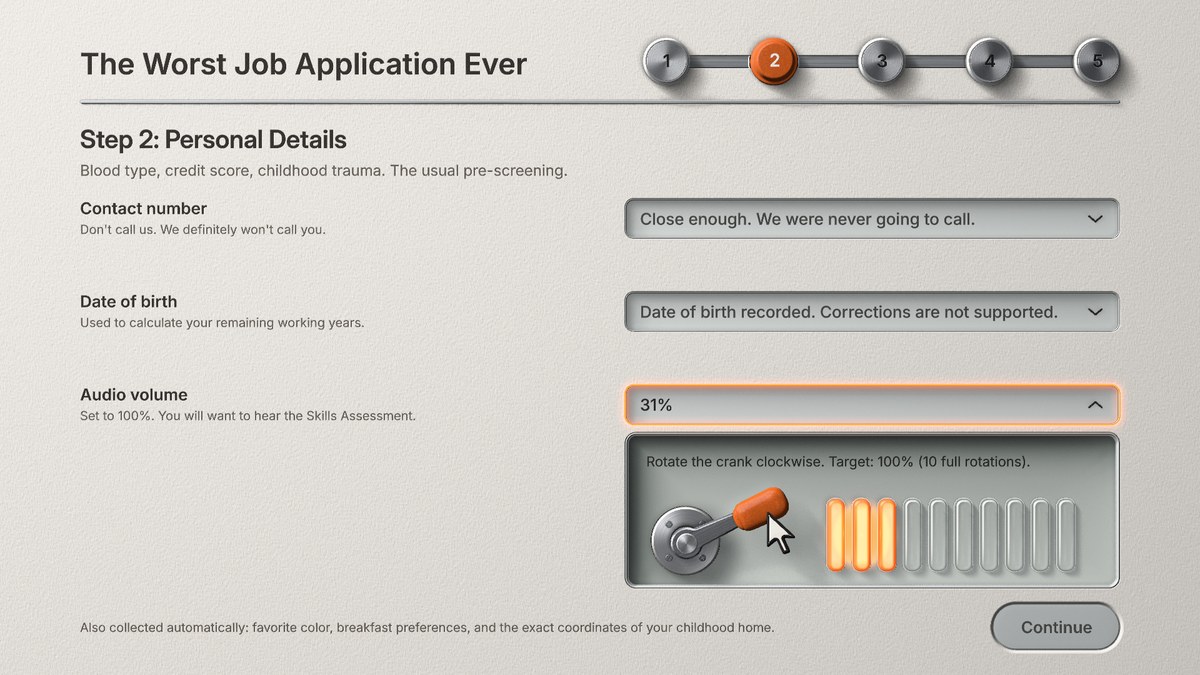 The Worst Job Application Ever
1 2 3 4 5
Step 2: Personal Details
Blood type, credit score, childhood trauma. The usual pre-screening.
Contact number
Don't call us. We definitely won't call you.
Close enough. We were never going to call.
Date of birth
Used to calculate your remaining working years.
Date of birth recorded. Corrections are not supported.
Audio volume
Set to 100%. You will want to hear the Skills Assessment.
31%
Rotate the crank clockwise. Target: 100% (10 full rotations).
Also collected automatically: favorite color, breakfast preferences, and the exact coordinates of your childhood home.
Continue